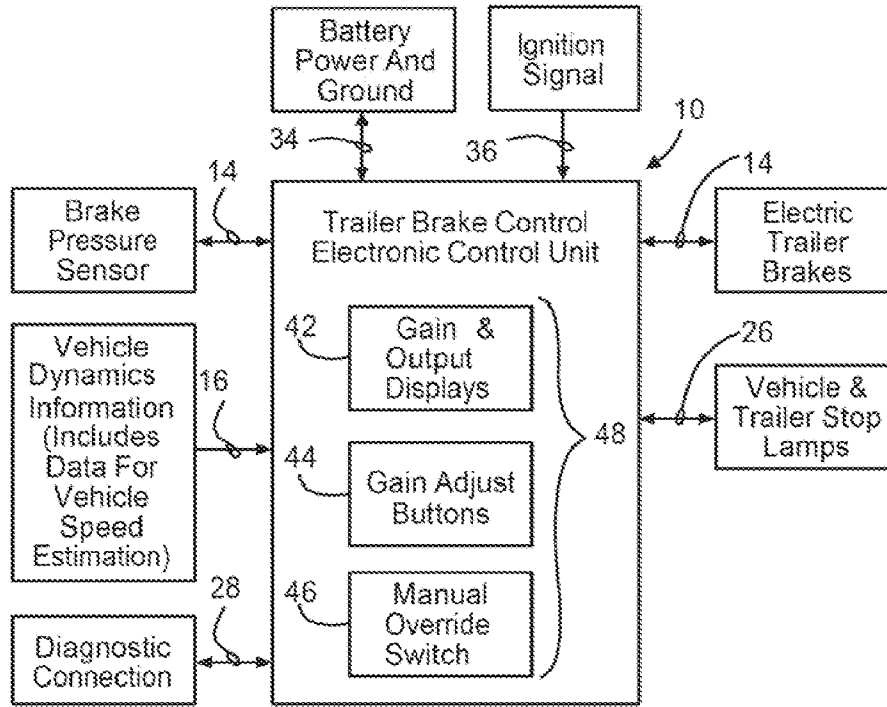 Battery
Power And
Ground
Ignition
Signal
34
36
10
14
14
Brake
Pressure
Sensor
Trailer Brake Control
Electronic Control Unit
Electric
Trailer
Brakes
Vehicle
Dynamics
Information
(Includes
Data For
Vehicle
Speed
Estimation)
16
42
Gain &
Output
Displays
26
Vehicle &
Trailer Stop
Lamps
44
Gain Adjust
Buttons
48
28
46
Manual
Override
Switch
Diagnostic
Connection